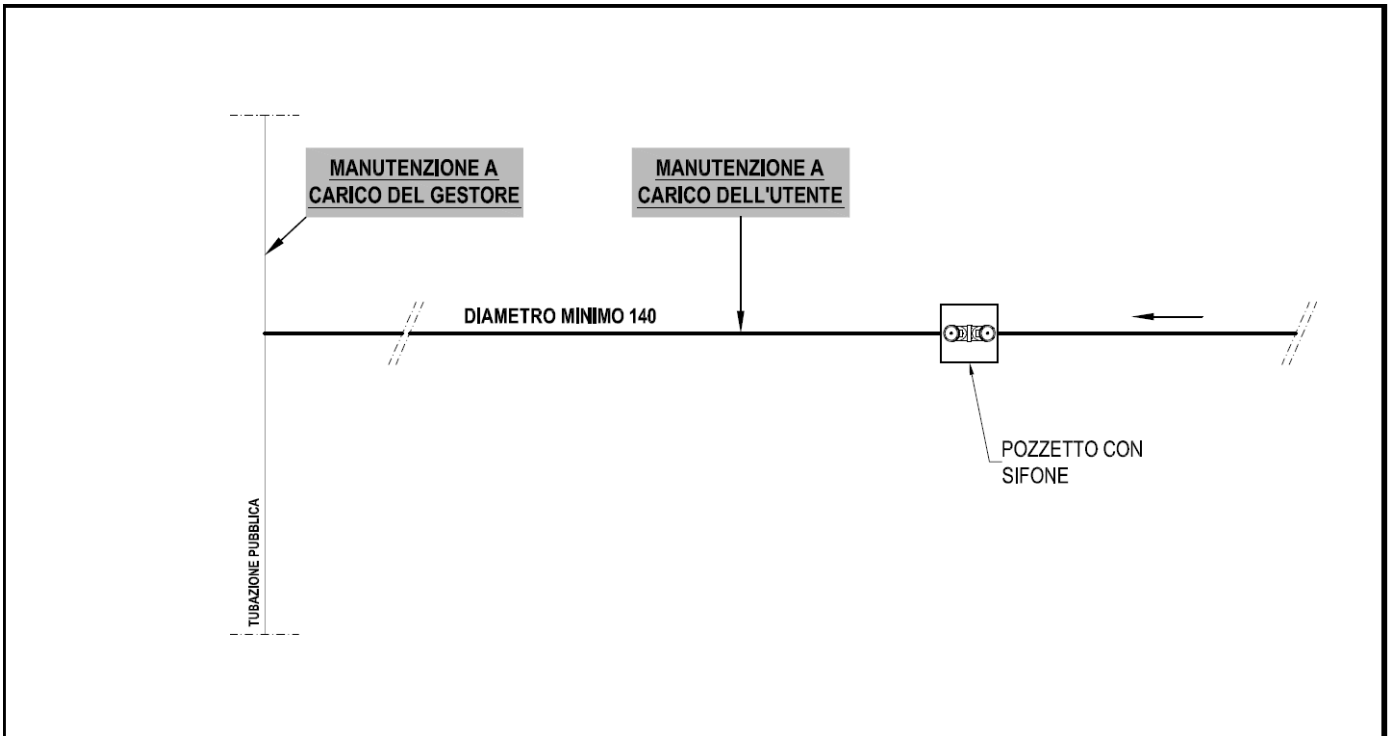 MANUTENZIONE A
CARICO DEL GESTORE
MANUTENZIONE A
CARICO DELL'UTENTE
DIAMETRO MINIMO 140
POZZETTO CON
SIFONE
TUBAZIONE PUBBLICA